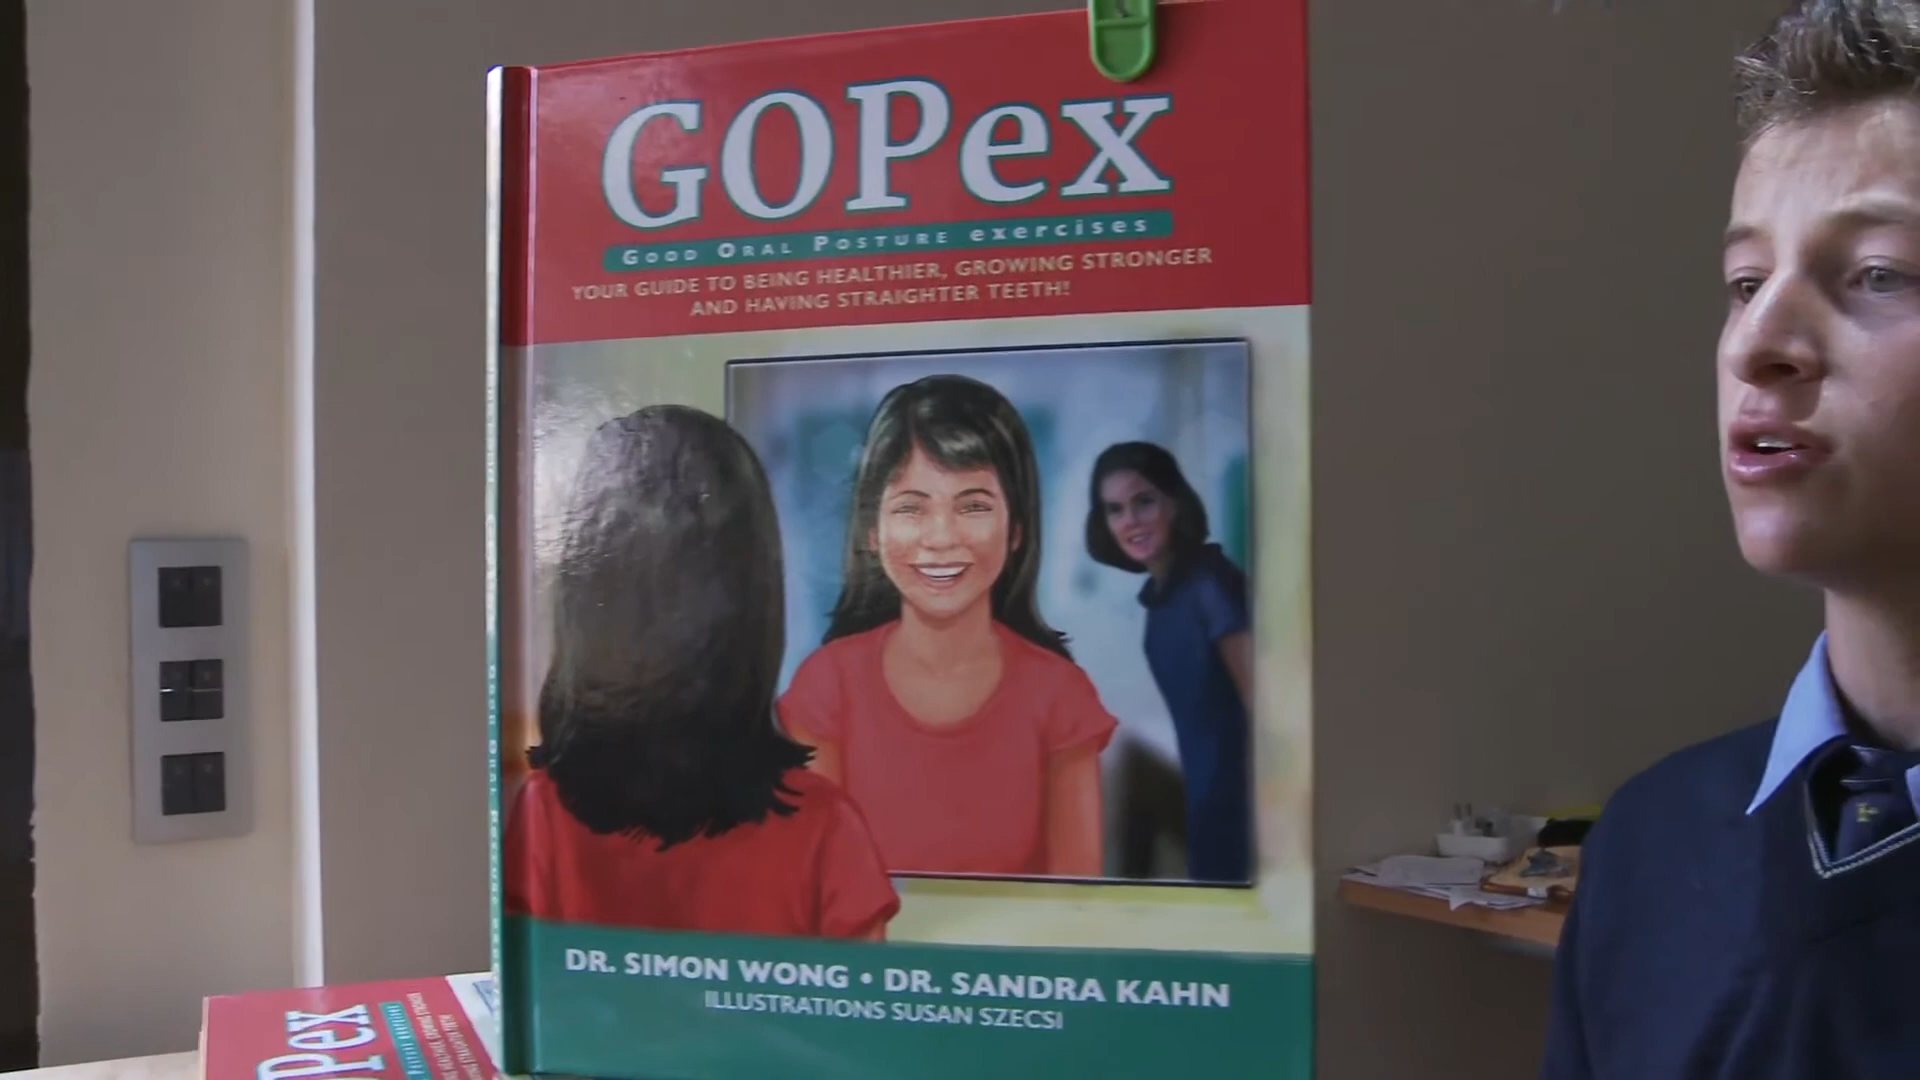 GOPex
GOOD ORAL POSTURE exercises
YOUR GUIDE TO BEING HEALTHIER, GROWING STRONGER
AND HAVING STRAIGHTER TEETH!
DR. SIMON WONG • DR. SANDRA KAHN
ILLUSTRATIONS SUSAN SZECSI
Pex